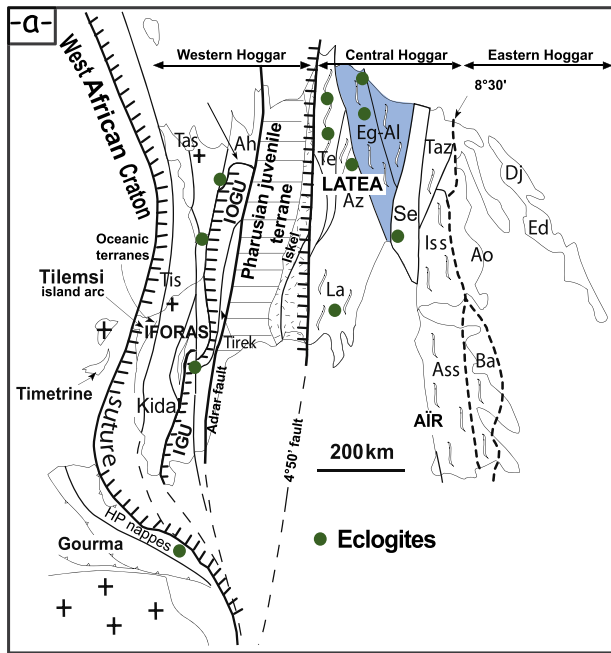 -a-
Western Hoggar
Central Hoggar
Eastern Hoggar
8°30'
West African Craton
Tas
Ah
Eg-Al
Te
Taz
Dj
LATEA
Az
IOGU
Pharusian juvenile
terrane
Iskel
Se
Ed
Oceanic
terranes
Tilemsi
island arc
Tis
Iss
Ao
La
IFORAS
Tirek
Timetrine
Kidal
IGU
Adrar fault
Ass
Ba
AÏR
suture
4°50' fault
200km
HP nappes
Gourma
Eclogites